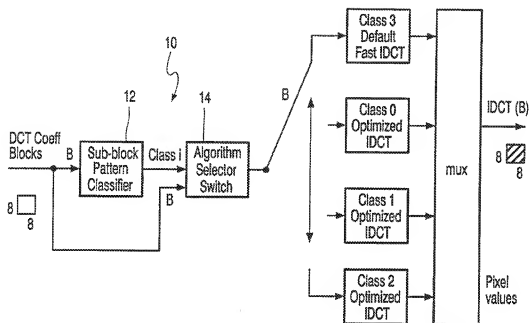 10
12
14
DCT Coeff
Blocks
B
Sub-block
Pattern
Classifier
Class i
B
Algorithm
Selector
Switch
8
8
B
Class 3
Default
Fast IDCT
Class 0
Optimized
IDCT
Class 1
Optimized
IDCT
Class 2
Optimized
IDCT
mux
IDCT (B)
8
8
Pixel
values